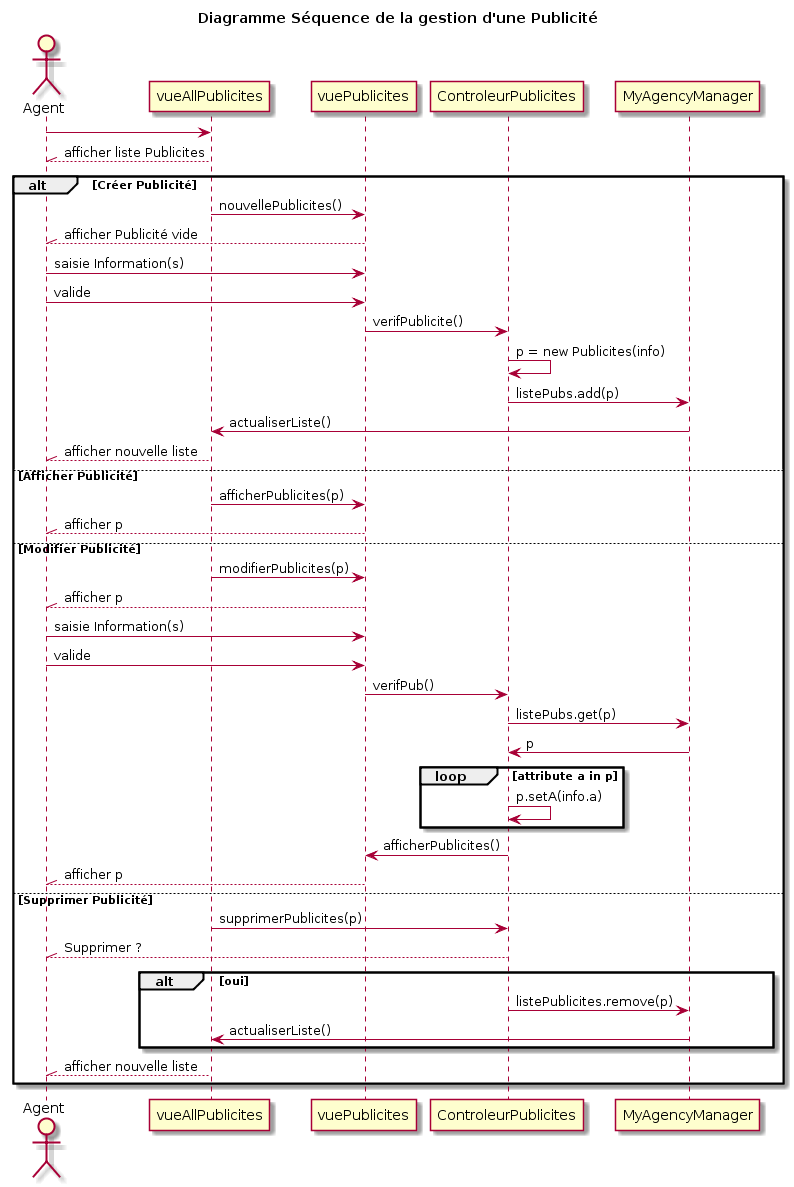 Diagramme Séquence de la gestion d'une Publicité
Agent
vueAllPublicites
vuePublicites
ControleurPublicites
MyAgencyManager
afficher liste Publicites
alt
[Créer Publicité]
nouvellePublicites()
afficher Publicité vide
saisie Information(s)
valide
verifPublicite()
p = new Publicites(info)
listePubs.add(p)
actualiserListe()
afficher nouvelle liste
[Afficher Publicité]
afficherPublicites(p)
afficher p
[Modifier Publicité]
modifierPublicites(p)
afficher p
saisie Information(s)
valide
verifPub()
listePubs.get(p)
p
loop
[attribute a in p]
p.setA(info.a)
afficherPublicites()
afficher p
[Supprimer Publicité]
supprimerPublicites(p)
Supprimer ?
alt
[oui]
listePublicites.remove(p)
actualiserListe()
afficher nouvelle liste
Agent
vueAllPublicites
vuePublicites
ControleurPublicites
MyAgencyManager